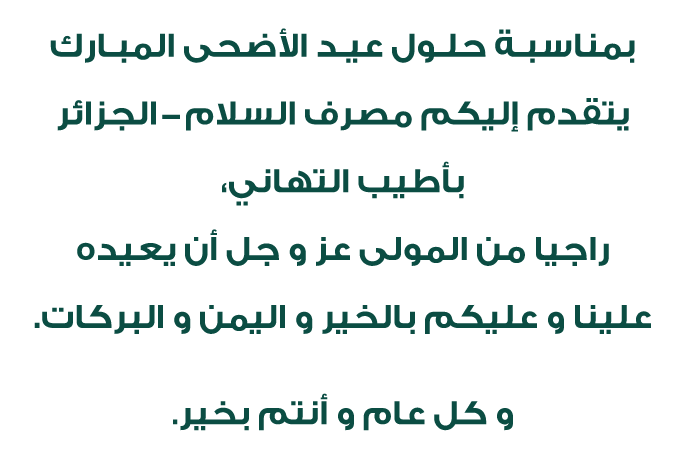 بمناسبة حلول عيد الأضحى المبارك
يتقدم إليكم مصرف السلام – الجزائر
بأطيب التهاني،
راجيا من المولى عز و جل أن يعيده
علينا و عليكم بالخير و اليمن و البركات.
و كل عام و أنتم بخير.